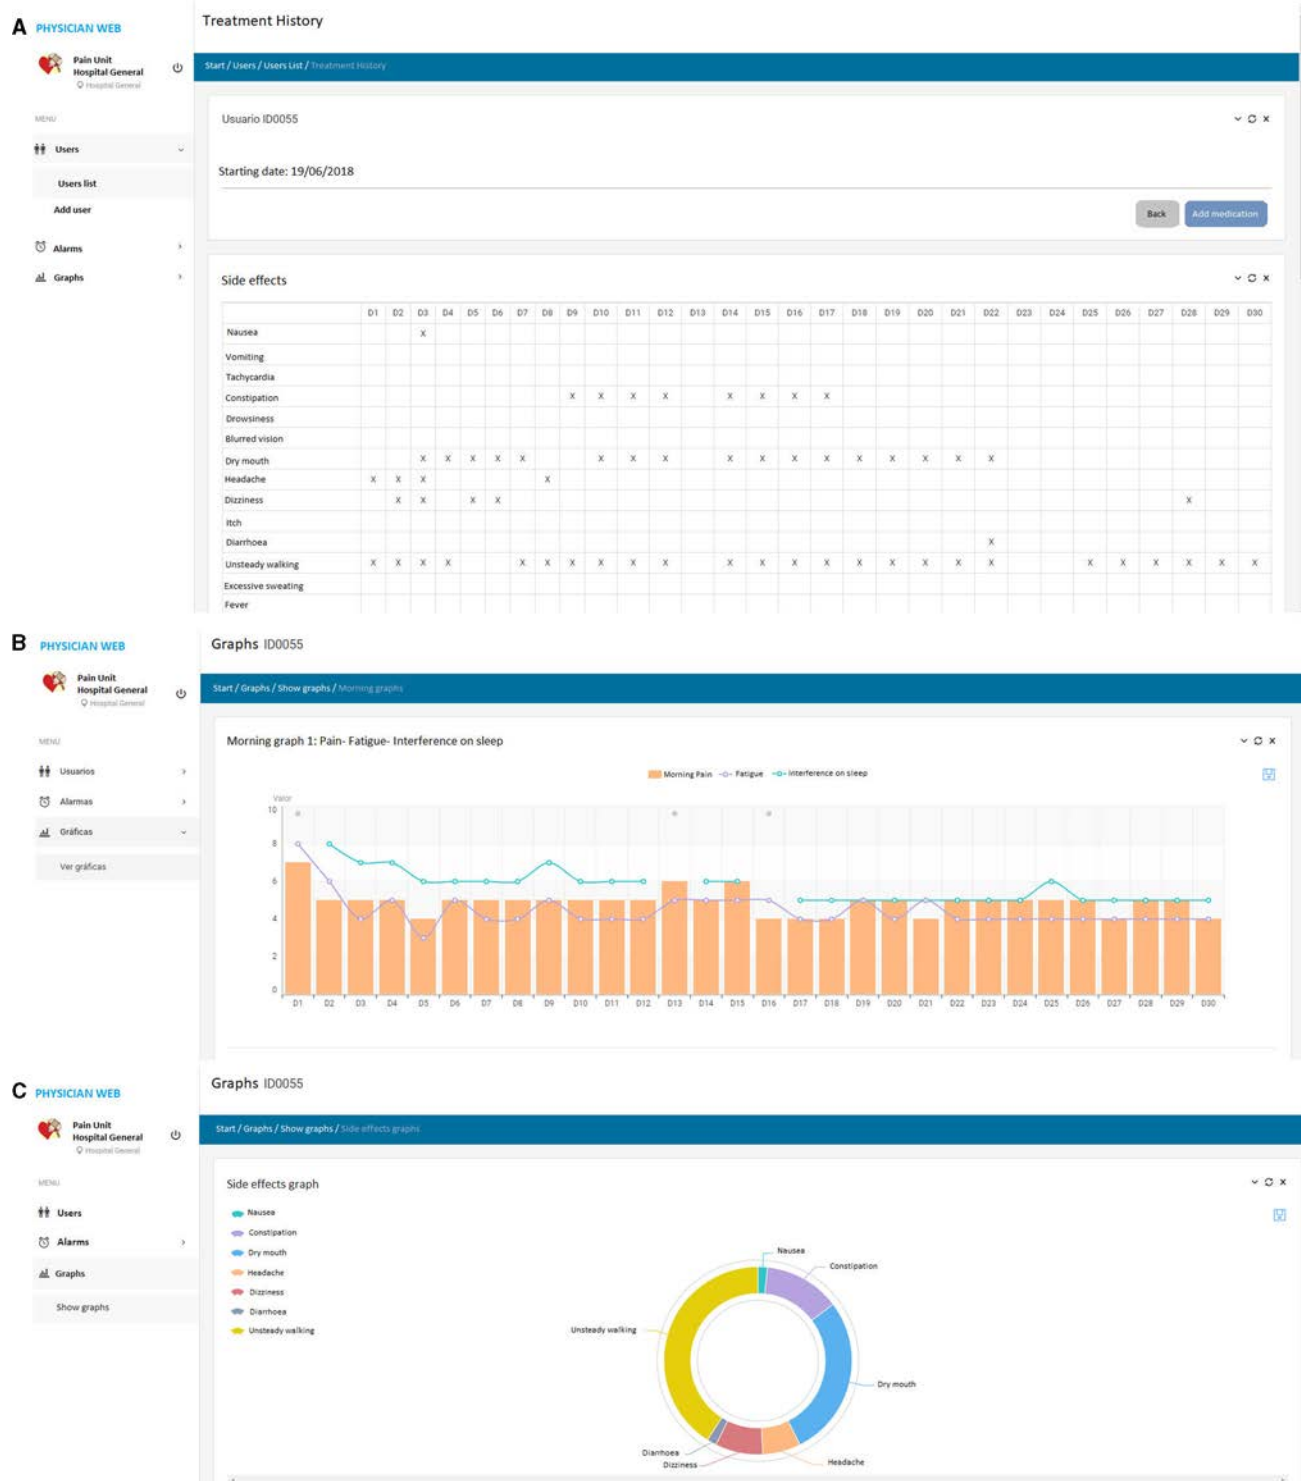 A
PHYSICIAN WEB
Pain Unit
Hospital General
Hospital General
MENU
Users
Users list
Add user
Alarms
Graphs
Treatment History
Start / Users / Users List / Treatment History
Usuario ID0055
Starting date: 19/06/2018
Back Add medication
Side effects
D1 D2 D3 D4 D5 D6 D7 D8 D9 D10 D11 D12 D13 D14 D15 D16 D17 D18 D19 D20 D21 D22 D23 D24 D25 D26 D27 D28 D29 D30
Nausea X
Vomiting
Tachycardia
Constipation X X X X X X X X
Drowsiness
Blurred vision
Dry mouth X X X X X X X X X X X X X X X X X
Headache X X X X
Dizziness X X X X X
Itch
Diarrhoea X
Unsteady walking X X X X X X X X X X X X X X X X X X X X X X X X X
Excessive sweating
Fever
B
PHYSICIAN WEB
Pain Unit
Hospital General
Hospital General
MENU
Usuarios
Alarmas
Gráficas
Ver gráficas
Graphs ID0055
Start / Graphs / Show graphs / Morning graphs
Morning graph 1: Pain- Fatigue- Interference on sleep
Morning Pain Fatigue Interference on sleep
Valor
10
8
6
4
2
0
D1 D2 D3 D4 D5 D6 D7 D8 D9 D10 D11 D12 D13 D14 D15 D16 D17 D18 D19 D20 D21 D22 D23 D24 D25 D26 D27 D28 D29 D30
C
PHYSICIAN WEB
Pain Unit
Hospital General
Hospital General
MENU
Users
Alarms
Graphs
Show graphs
Graphs ID0055
Start / Graphs / Show graphs / Side effects graphs
Side effects graph
Nausea
Constipation
Dry mouth
Headache
Dizziness
Diarrhoea
Unsteady walking
Nausea
Constipation
Unsteady walking
Dry mouth
Diarrhoea
Dizziness
Headache